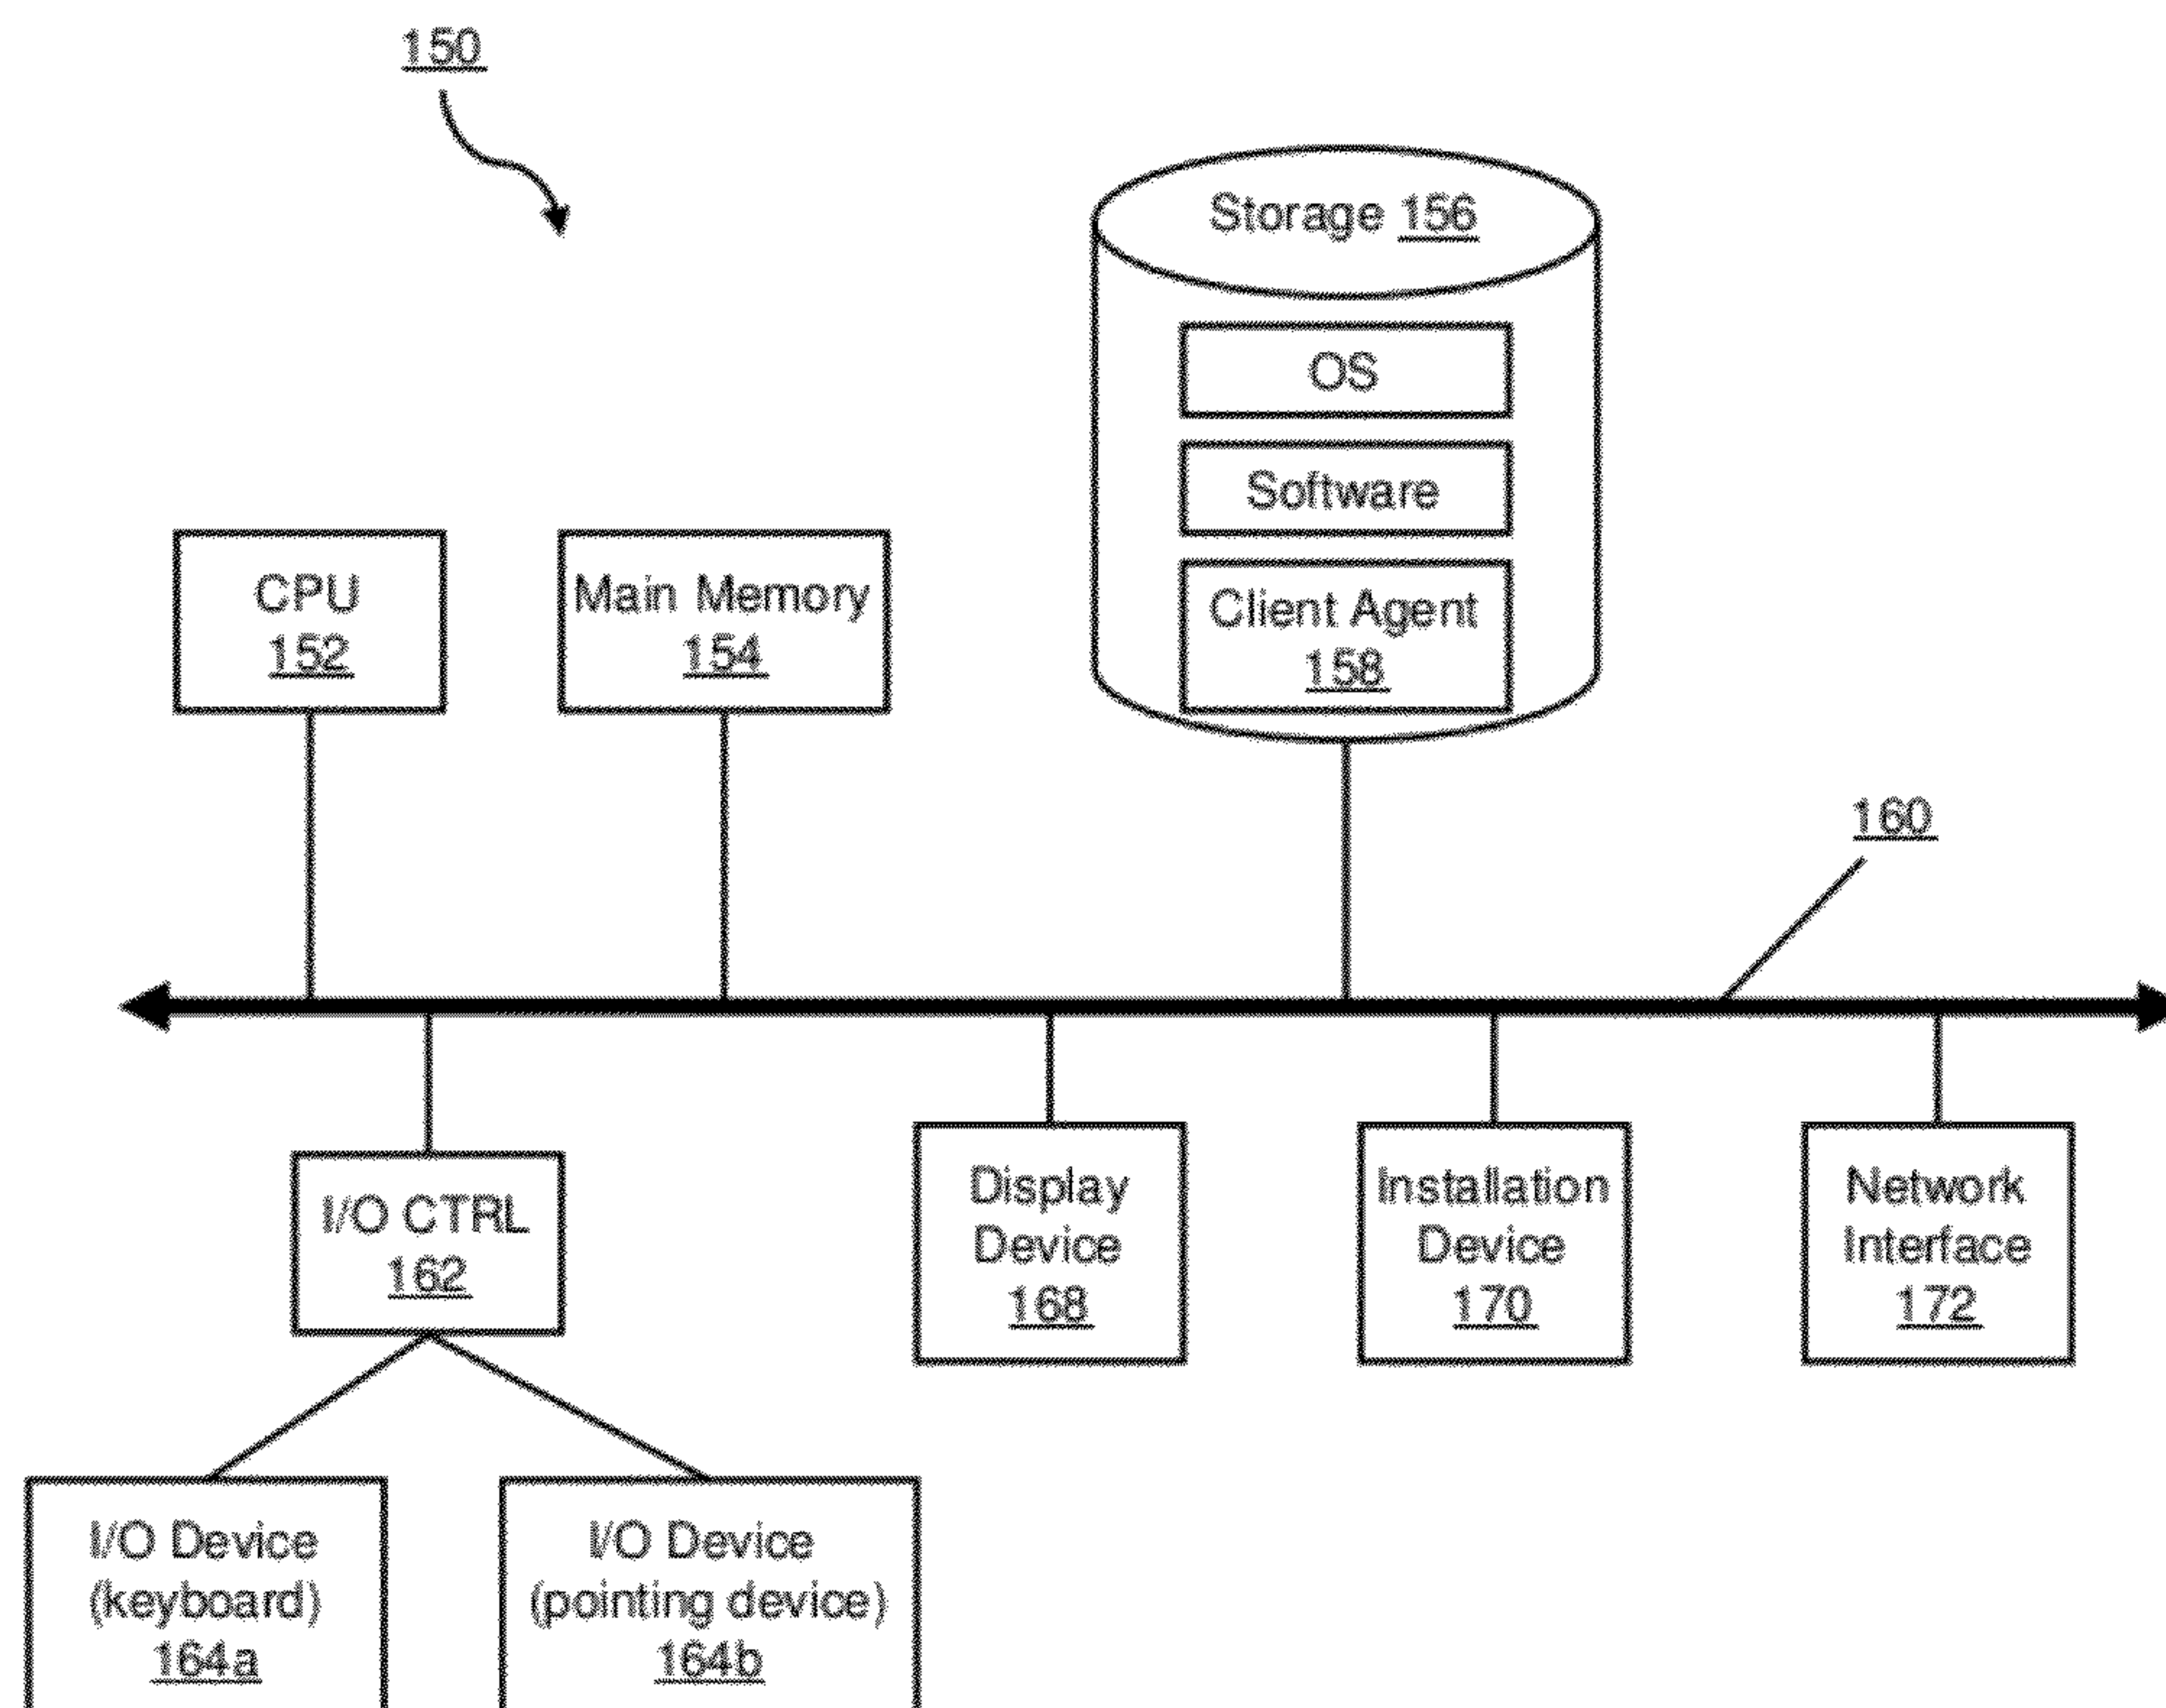 150
Storage 156
OS
Software
Client Agent
158
CPU
152
Main Memory
154
160
I/O CTRL
162
Display
Device
168
Installation
Device
170
Network
Interface
172
I/O Device
(keyboard)
164a
I/O Device
(pointing device)
164b